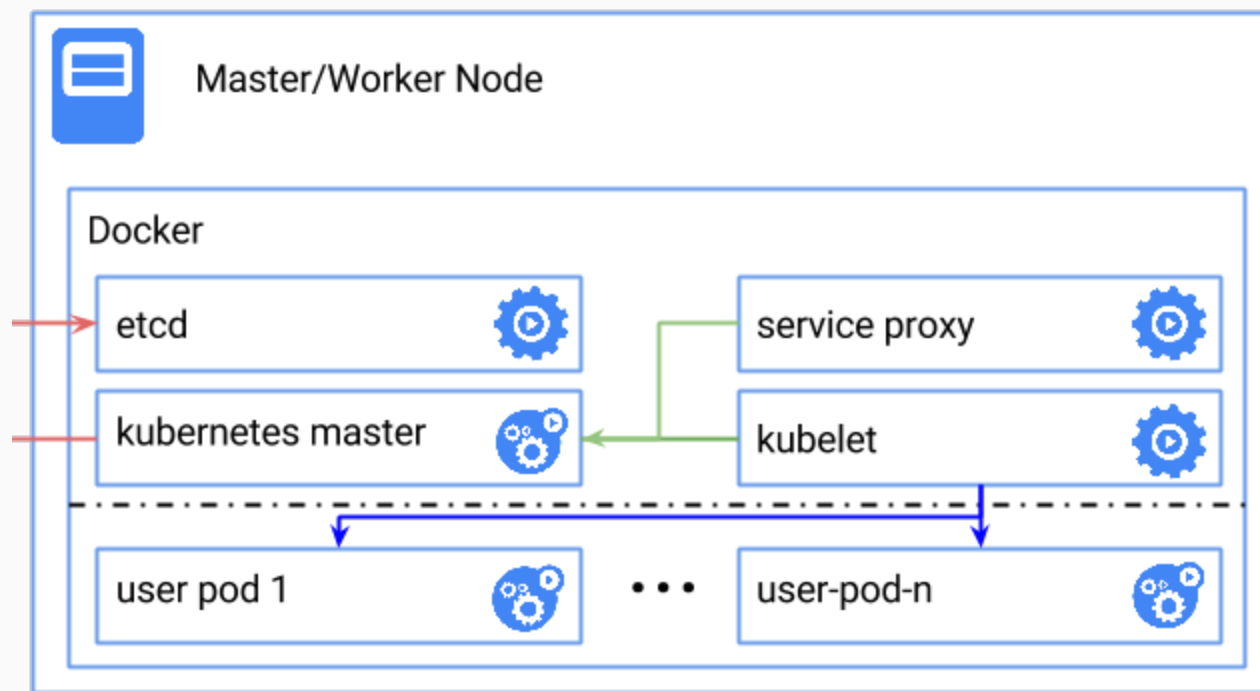 Master/Worker Node
Docker
etcd
service proxy
kubernetes master
kubelet
user pod 1
• • •
user-pod-n